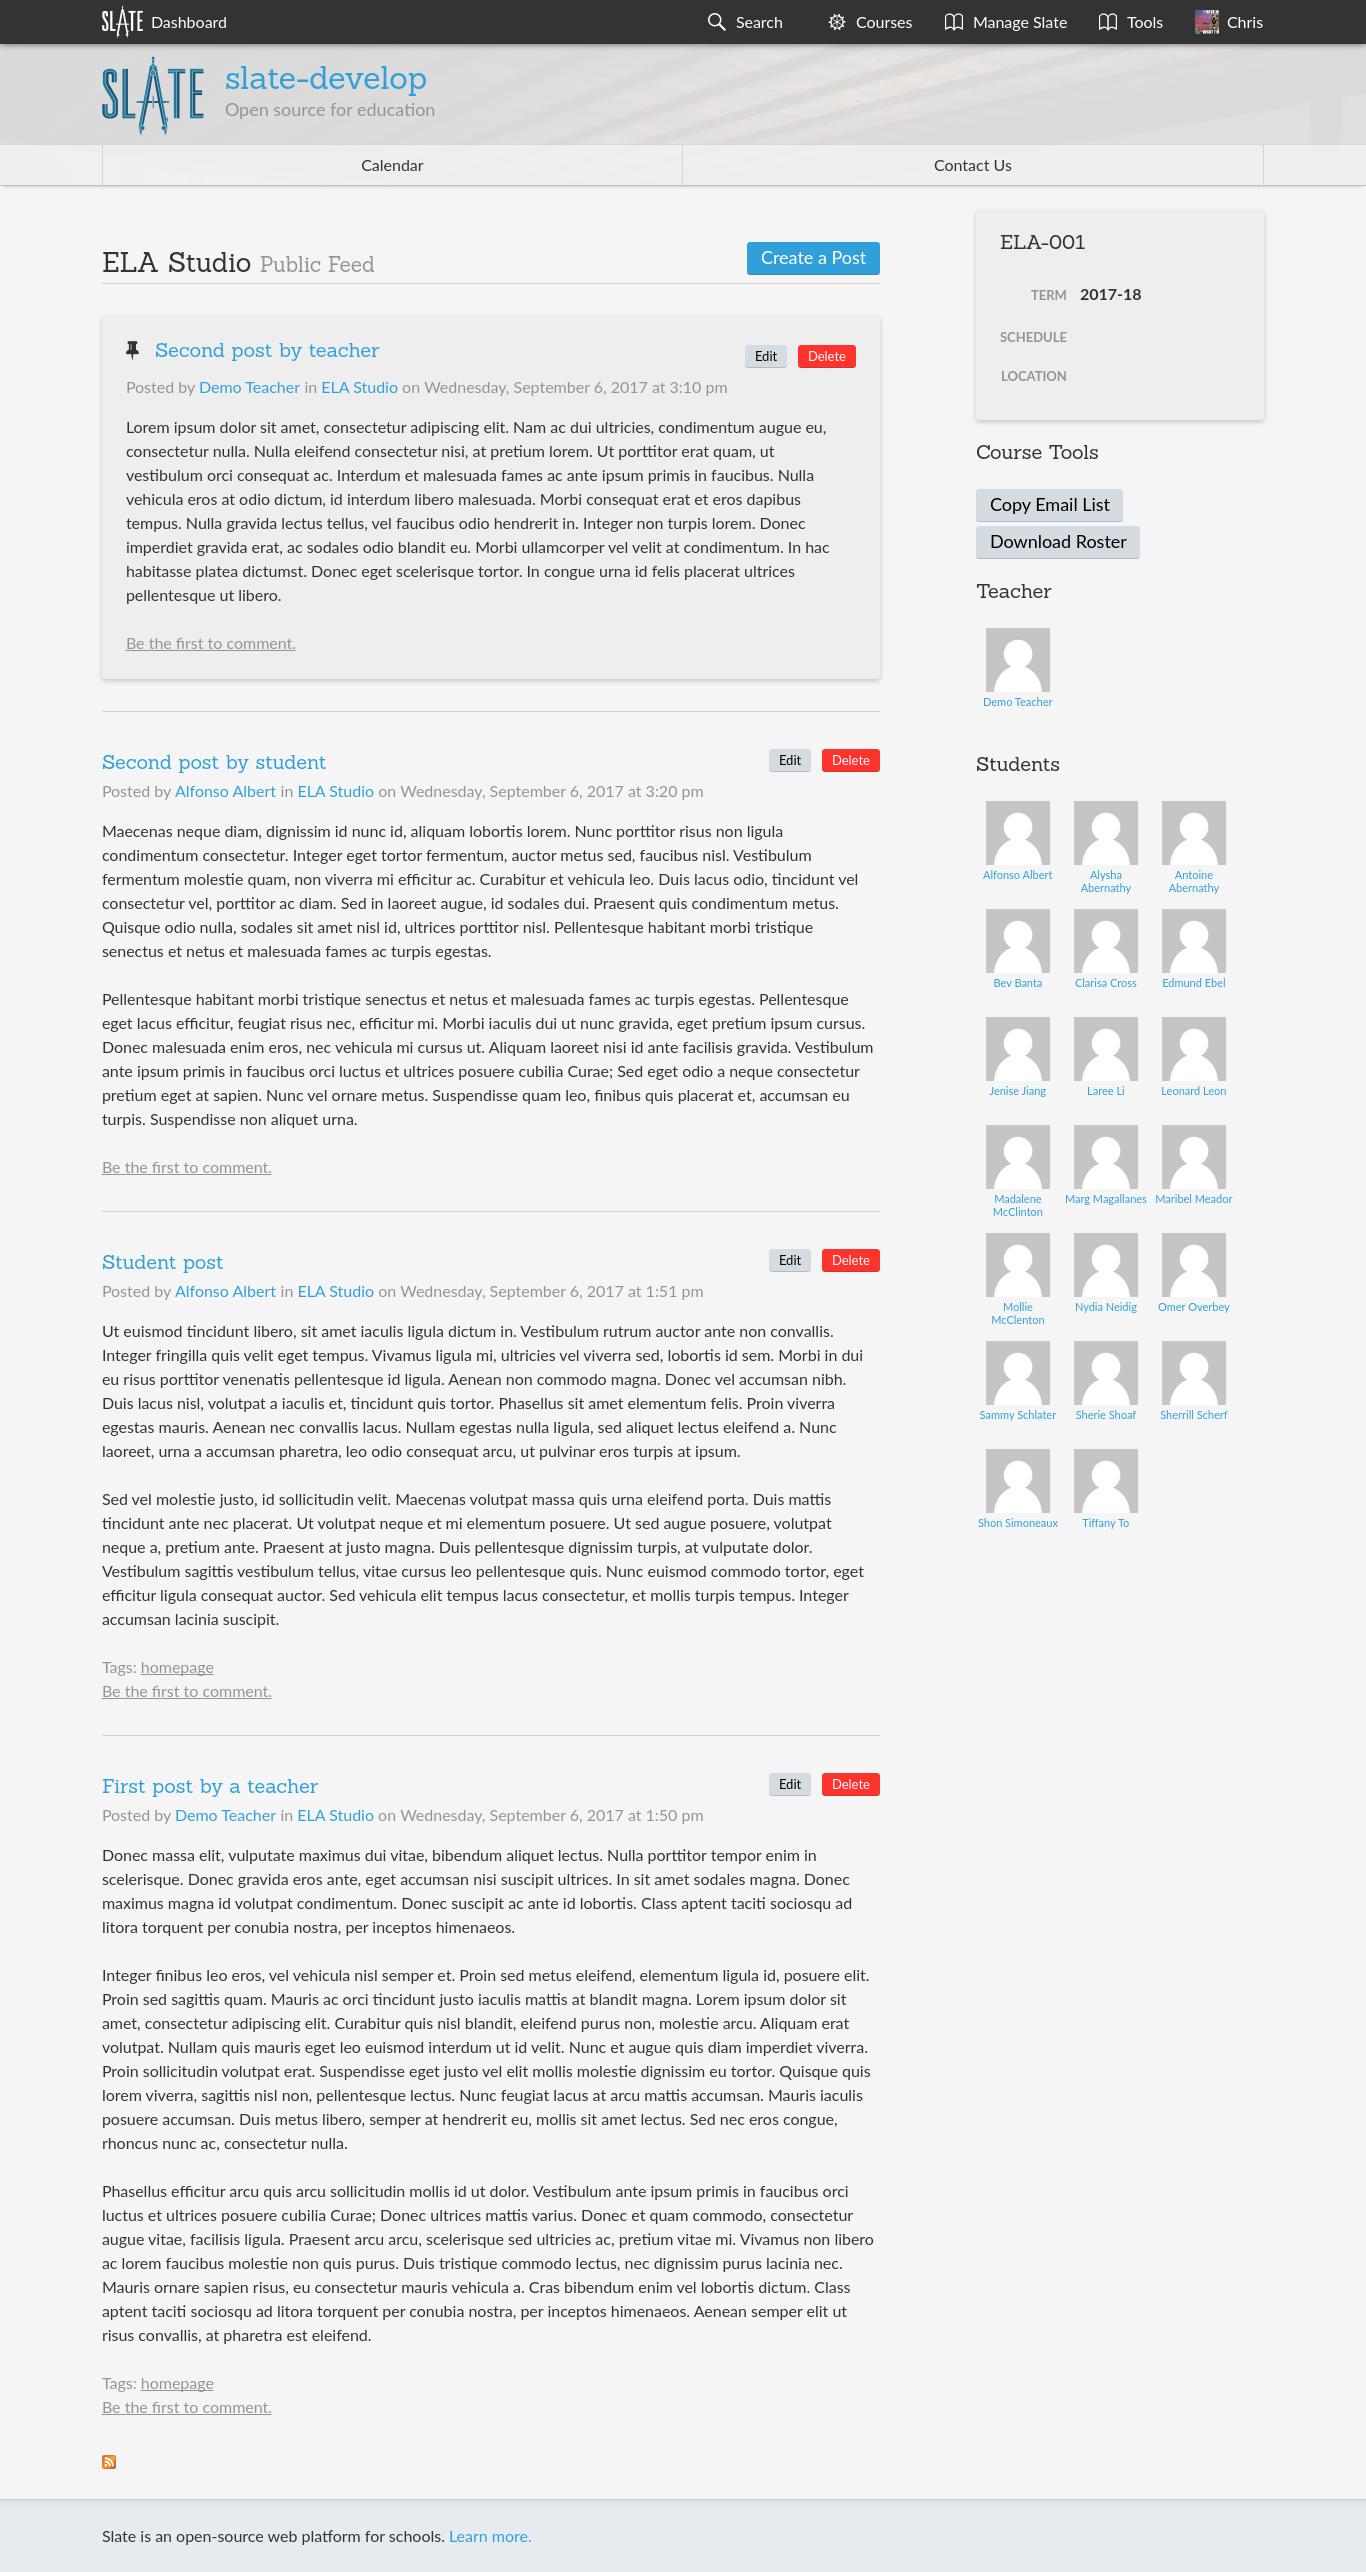 SLATE Dashboard Search Courses Manage Slate Tools Chris
SLATE
slate-develop
Open source for education
Calendar Contact Us
ELA Studio Public Feed Create a Post
Second post by teacher Edit Delete
Posted by Demo Teacher in ELA Studio on Wednesday, September 6, 2017 at 3:10 pm
Lorem ipsum dolor sit amet, consectetur adipiscing elit. Nam ac dui ultricies, condimentum augue eu,
consectetur nulla. Nulla eleifend consectetur nisi, at pretium lorem. Ut porttitor erat quam, ut
vestibulum orci consequat ac. Interdum et malesuada fames ac ante ipsum primis in faucibus. Nulla
vehicula eros at odio dictum, id interdum libero malesuada. Morbi consequat erat et eros dapibus
tempus. Nulla gravida lectus tellus, vel faucibus odio hendrerit in. Integer non turpis lorem. Donec
imperdiet gravida erat, ac sodales odio blandit eu. Morbi ullamcorper vel velit at condimentum. In hac
habitasse platea dictumst. Donec eget scelerisque tortor. In congue urna id felis placerat ultrices
pellentesque ut libero.
Be the first to comment.
Second post by student Edit Delete
Posted by Alfonso Albert in ELA Studio on Wednesday, September 6, 2017 at 3:20 pm
Maecenas neque diam, dignissim id nunc id, aliquam lobortis lorem. Nunc porttitor risus non ligula
condimentum consectetur. Integer eget tortor fermentum, auctor metus sed, faucibus nisl. Vestibulum
fermentum molestie quam, non viverra mi efficitur ac. Curabitur et vehicula leo. Duis lacus odio, tincidunt vel
consectetur vel, porttitor ac diam. Sed in laoreet augue, id sodales dui. Praesent quis condimentum metus.
Quisque odio nulla, sodales sit amet nisl id, ultrices porttitor nisl. Pellentesque habitant morbi tristique
senectus et netus et malesuada fames ac turpis egestas.
Pellentesque habitant morbi tristique senectus et netus et malesuada fames ac turpis egestas. Pellentesque
eget lacus efficitur, feugiat risus nec, efficitur mi. Morbi iaculis dui ut nunc gravida, eget pretium ipsum cursus.
Donec malesuada enim eros, nec vehicula mi cursus ut. Aliquam laoreet nisi id ante facilisis gravida. Vestibulum
ante ipsum primis in faucibus orci luctus et ultrices posuere cubilia Curae; Sed eget odio a neque consectetur
pretium eget at sapien. Nunc vel ornare metus. Suspendisse quam leo, finibus quis placerat et, accumsan eu
turpis. Suspendisse non aliquet urna.
Be the first to comment.
Student post Edit Delete
Posted by Alfonso Albert in ELA Studio on Wednesday, September 6, 2017 at 1:51 pm
Ut euismod tincidunt libero, sit amet iaculis ligula dictum in. Vestibulum rutrum auctor ante non convallis.
Integer fringilla quis velit eget tempus. Vivamus ligula mi, ultricies vel viverra sed, lobortis id sem. Morbi in dui
eu risus porttitor venenatis pellentesque id ligula. Aenean non commodo magna. Donec vel accumsan nibh.
Duis lacus nisl, volutpat a iaculis et, tincidunt quis tortor. Phasellus sit amet elementum felis. Proin viverra
egestas mauris. Aenean nec convallis lacus. Nullam egestas nulla ligula, sed aliquet lectus eleifend a. Nunc
laoreet, urna a accumsan pharetra, leo odio consequat arcu, ut pulvinar eros turpis at ipsum.
Sed vel molestie justo, id sollicitudin velit. Maecenas volutpat massa quis urna eleifend porta. Duis mattis
tincidunt ante nec placerat. Ut volutpat neque et mi elementum posuere. Ut sed augue posuere, volutpat
neque a, pretium ante. Praesent at justo magna. Duis pellentesque dignissim turpis, at vulputate dolor.
Vestibulum sagittis vestibulum tellus, vitae cursus leo pellentesque quis. Nunc euismod commodo tortor, eget
efficitur ligula consequat auctor. Sed vehicula elit tempus lacus consectetur, et mollis turpis tempus. Integer
accumsan lacinia suscipit.
Tags: homepage
Be the first to comment.
First post by a teacher Edit Delete
Posted by Demo Teacher in ELA Studio on Wednesday, September 6, 2017 at 1:50 pm
Donec massa elit, vulputate maximus dui vitae, bibendum aliquet lectus. Nulla porttitor tempor enim in
scelerisque. Donec gravida eros ante, eget accumsan nisi suscipit ultrices. In sit amet sodales magna. Donec
maximus magna id volutpat condimentum. Donec suscipit ac ante id lobortis. Class aptent taciti sociosqu ad
litora torquent per conubia nostra, per inceptos himenaeos.
Integer finibus leo eros, vel vehicula nisl semper et. Proin sed metus eleifend, elementum ligula id, posuere elit.
Proin sed sagittis quam. Mauris ac orci tincidunt justo iaculis mattis at blandit magna. Lorem ipsum dolor sit
amet, consectetur adipiscing elit. Curabitur quis nisl blandit, eleifend purus non, molestie arcu. Aliquam erat
volutpat. Nullam quis mauris eget leo euismod interdum ut id velit. Nunc et augue quis diam imperdiet viverra.
Proin sollicitudin volutpat erat. Suspendisse eget justo vel elit mollis molestie dignissim eu tortor. Quisque quis
lorem viverra, sagittis nisl non, pellentesque lectus. Nunc feugiat lacus at arcu mattis accumsan. Mauris iaculis
posuere accumsan. Duis metus libero, semper at hendrerit eu, mollis sit amet lectus. Sed nec eros congue,
rhoncus nunc ac, consectetur nulla.
Phasellus efficitur arcu quis arcu sollicitudin mollis id ut dolor. Vestibulum ante ipsum primis in faucibus orci
luctus et ultrices posuere cubilia Curae; Donec ultrices mattis varius. Donec et quam commodo, consectetur
augue vitae, facilisis ligula. Praesent arcu arcu, scelerisque sed ultricies ac, pretium vitae mi. Vivamus non libero
ac lorem faucibus molestie non quis purus. Duis tristique commodo lectus, nec dignissim purus lacinia nec.
Mauris ornare sapien risus, eu consectetur mauris vehicula a. Cras bibendum enim vel lobortis dictum. Class
aptent taciti sociosqu ad litora torquent per conubia nostra, per inceptos himenaeos. Aenean semper elit ut
risus convallis, at pharetra est eleifend.
Tags: homepage
Be the first to comment.
ELA-001
TERM 2017-18
SCHEDULE
LOCATION
Course Tools
Copy Email List
Download Roster
Teacher
Demo Teacher
Students
Alfonso Albert Alysha Antoine
Abernathy Abernathy
Bev Banta Clarisa Cross Edmund Ebel
Jenise Jiang Laree Li Leonard Leon
Madalene Marg Magallanes Maribel Meador
McClinton
Mollie Nydia Neidig Omer Overbey
McClenton
Sammy Schlater Sherie Shoaf Sherrill Scherf
Shon Simoneaux Tiffany To
Slate is an open-source web platform for schools. Learn more.